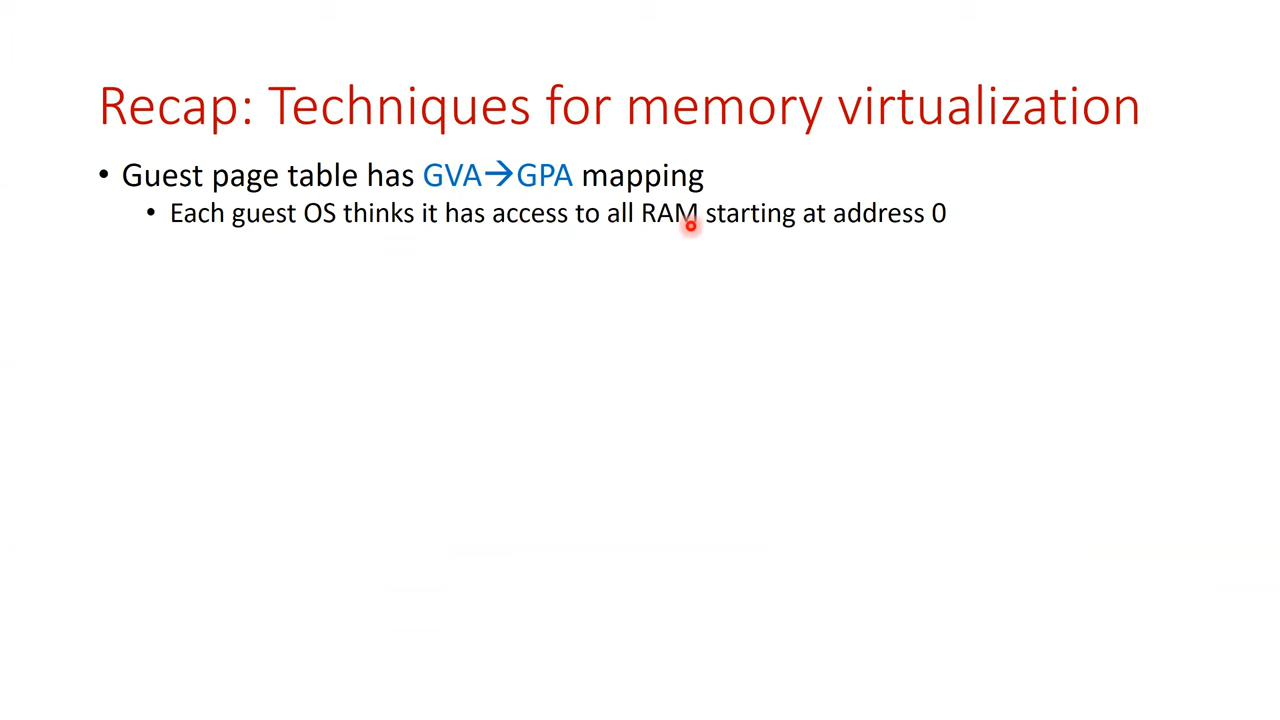 Recap: Techniques for memory virtualization
• Guest page table has GVA→GPA mapping
• Each guest OS thinks it has access to all RAM starting at address 0